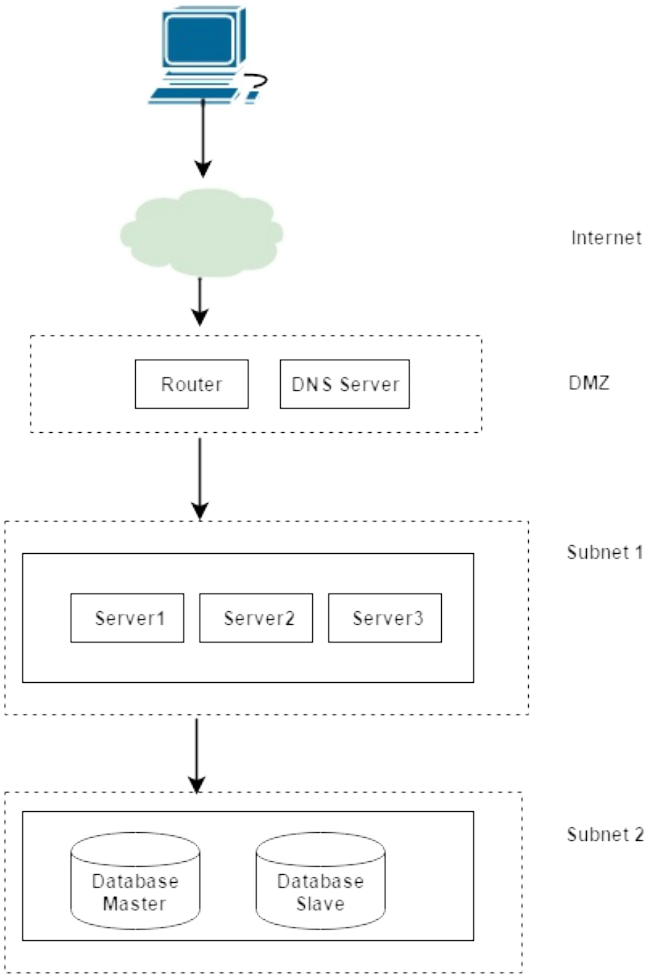 Internet
Router
DNS Server
DMZ
Subnet 1
Server1
Server2
Server3
Subnet 2
Database
Master
Database
Slave